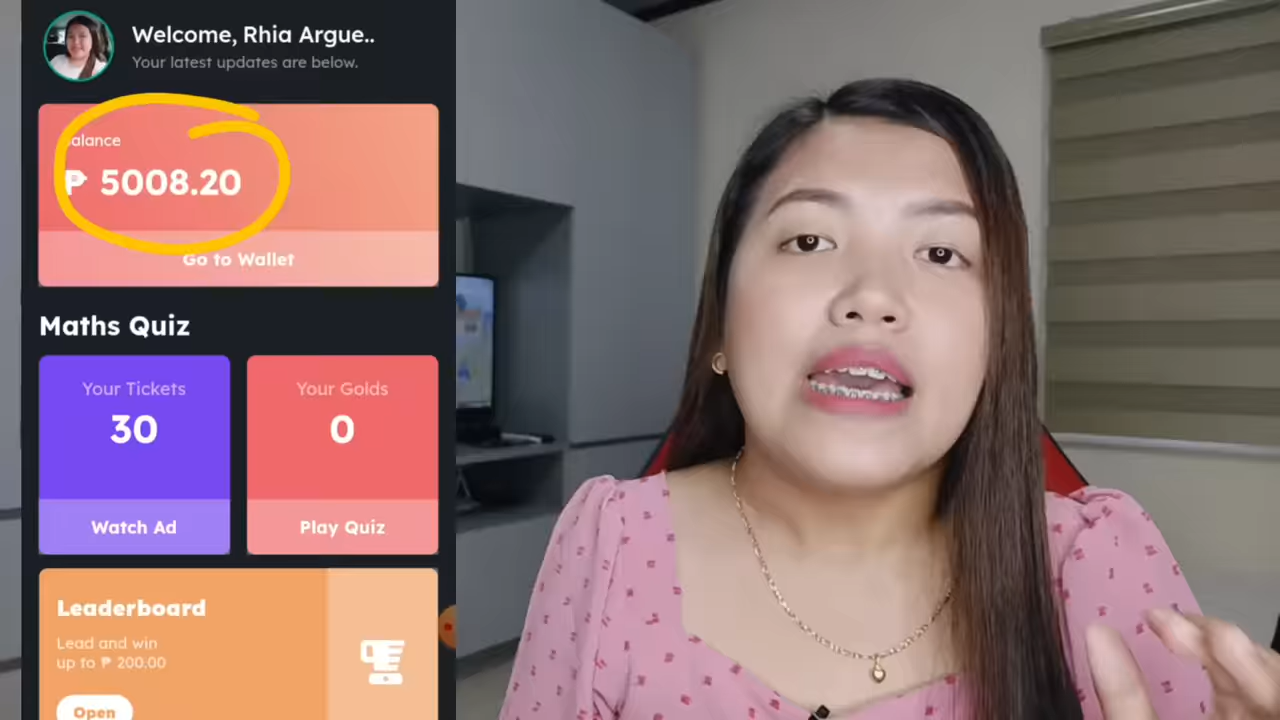 Welcome, Rhia Argue..
Your latest updates are below.
Balance
₱ 5008.20
Go to Wallet
Maths Quiz
Your Tickets
30
Watch Ad
Your Golds
0
Play Quiz
Leaderboard
Lead and win
up to ₱ 200.00
Open